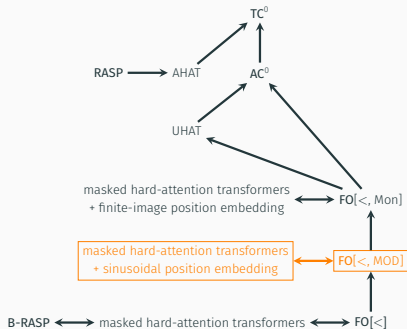 TC⁰
RASP AHAT AC⁰
UHAT
masked hard-attention transformers
+ finite-image position embedding
FO[<, Mon]
masked hard-attention transformers
+ sinusoidal position embedding
FO[<, MOD]
B-RASP masked hard-attention transformers FO[<]